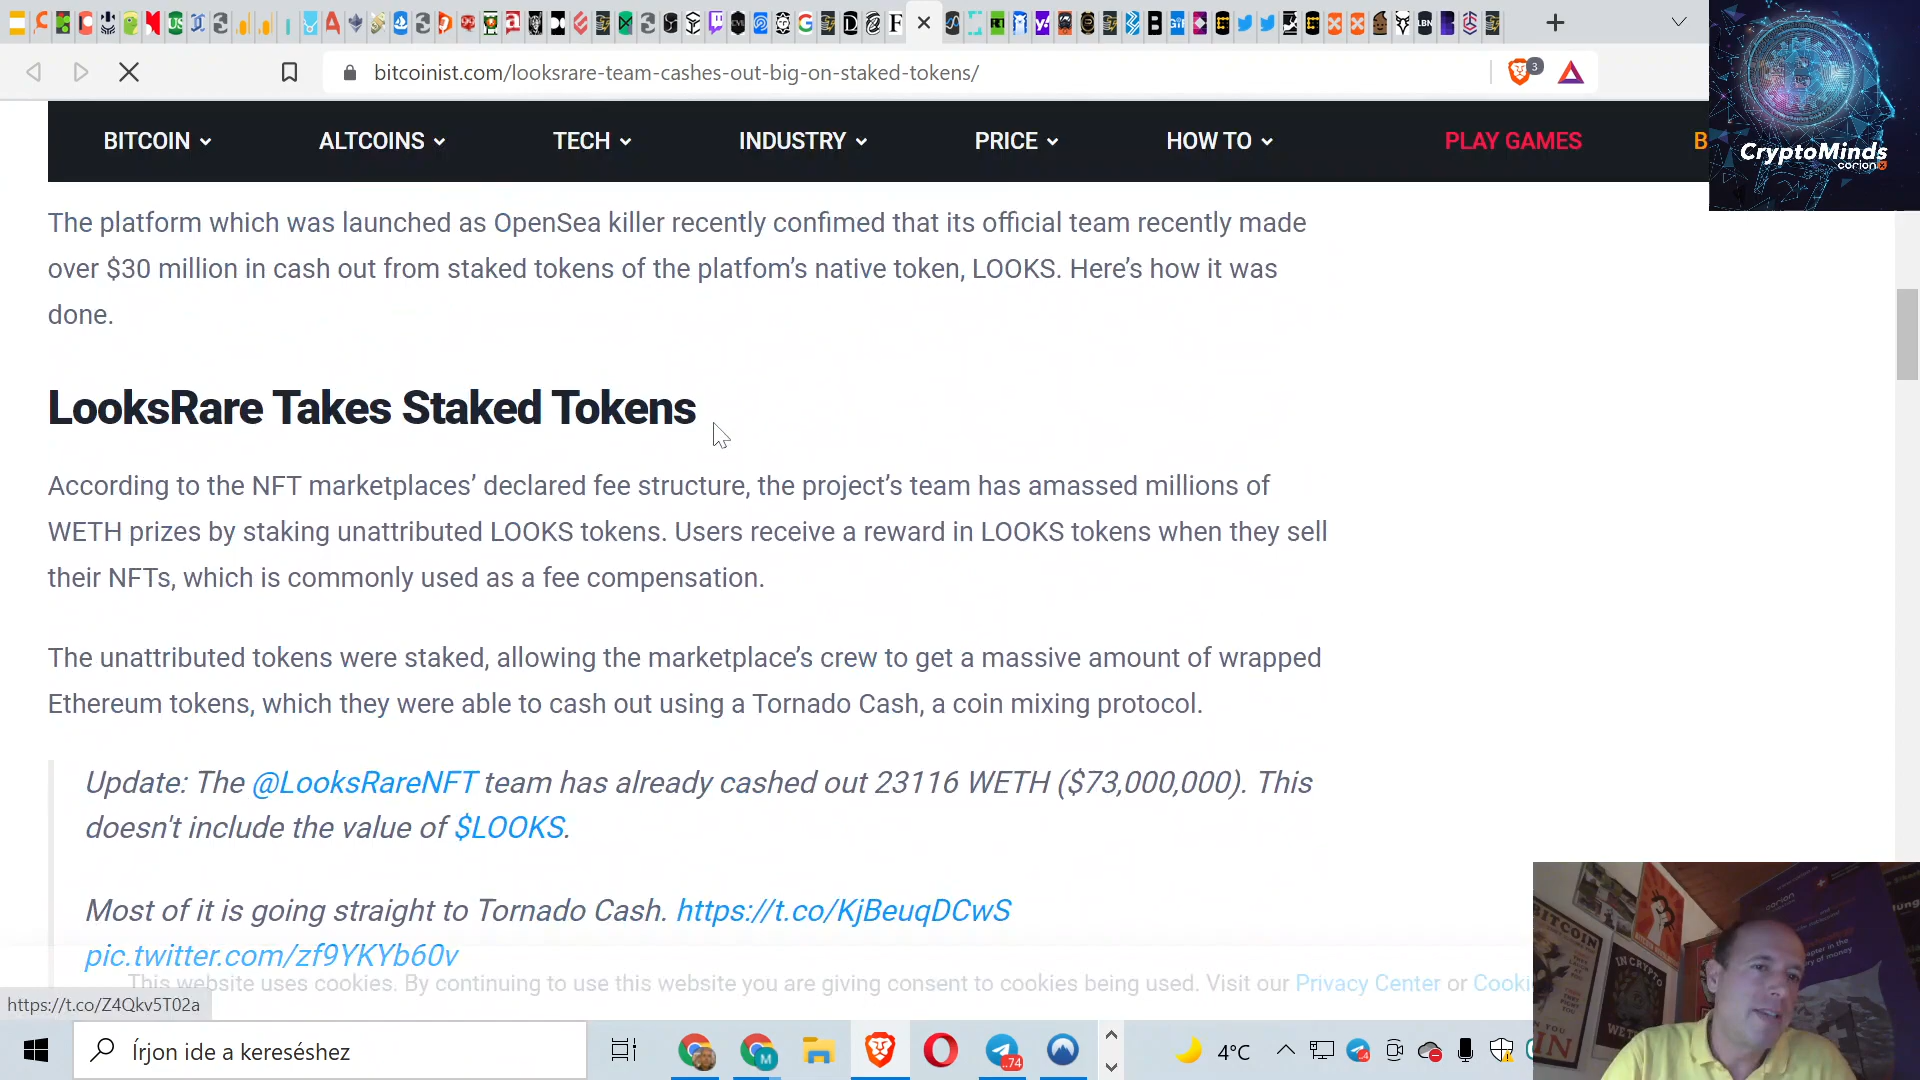 bitcoinist.com/looksrare-team-cashes-out-big-on-staked-tokens/
3
BITCOIN
ALTCOINS
TECH
INDUSTRY
PRICE
HOW TO
PLAY GAMES
B
CryptoMinds
corion
The platform which was launched as OpenSea killer recently confimed that its official team recently made
over $30 million in cash out from staked tokens of the platfom’s native token, LOOKS. Here’s how it was
done.
LooksRare Takes Staked Tokens
According to the NFT marketplaces’ declared fee structure, the project’s team has amassed millions of
WETH prizes by staking unattributed LOOKS tokens. Users receive a reward in LOOKS tokens when they sell
their NFTs, which is commonly used as a fee compensation.
The unattributed tokens were staked, allowing the marketplace’s crew to get a massive amount of wrapped
Ethereum tokens, which they were able to cash out using a Tornado Cash, a coin mixing protocol.
Update: The @LooksRareNFT team has already cashed out 23116 WETH ($73,000,000). This
doesn't include the value of $LOOKS.
Most of it is going straight to Tornado Cash. https://t.co/KjBeuqDCwS
pic.twitter.com/zf9YKYb60v
This website uses cookies. By continuing to use this website you are giving consent to cookies being used. Visit our Privacy Center or Cooki
https://t.co/Z4Qkv5T02a
BITCOIN
IN CRYPTO
WE TR
Írjon ide a kereséshez
74
4°C